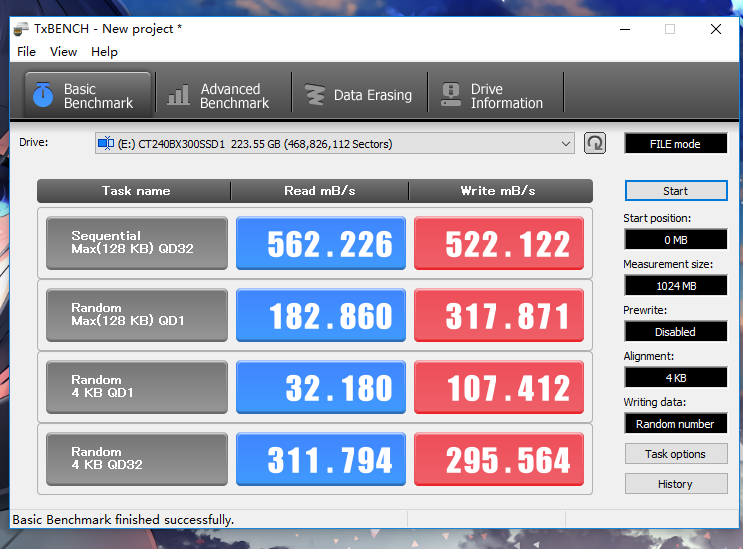 TxBENCH - New project *
File View Help
Basic
Benchmark
Advanced
Benchmark
Data Erasing
Drive
Information
Drive:
(E:) CT240BX300SSD1 223.55 GB (468,826,112 Sectors)
FILE mode
Task name Read mB/s Write mB/s
Start
Sequential
Max(128 KB) QD32
562.226
522.122
Start position:
0 MB
Measurement size:
1024 MB
Random
Max(128 KB) QD1
182.860
317.871
Prewrite:
Disabled
Alignment:
4 KB
Random
4 KB QD1
32.180
107.412
Writing data:
Random number
Random
4 KB QD32
311.794
295.564
Task options
History
Basic Benchmark finished successfully.